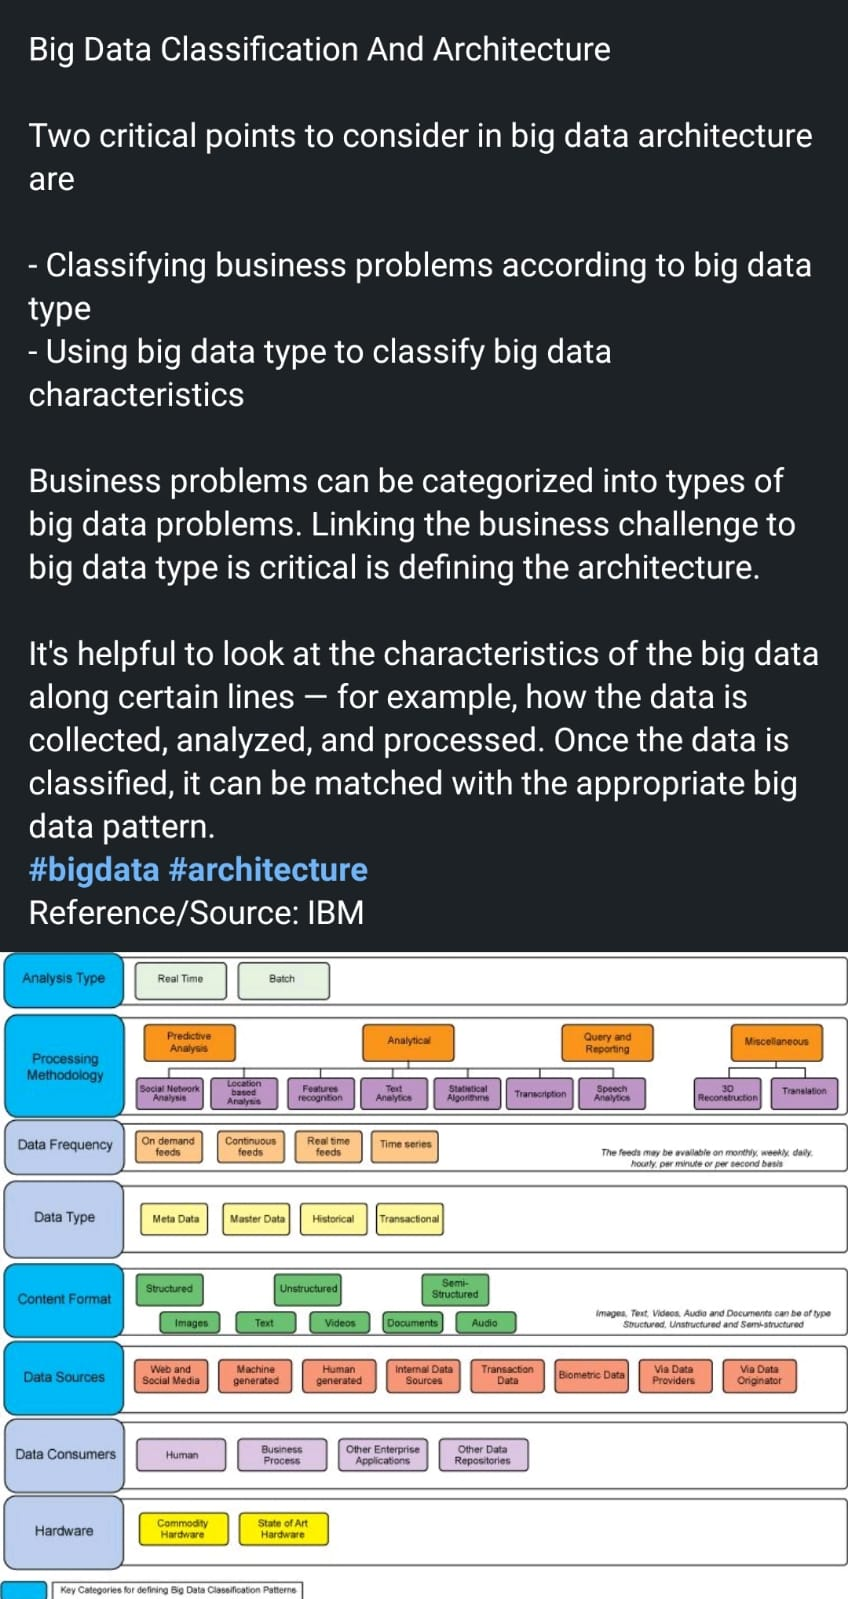 Big Data Classification And Architecture
Two critical points to consider in big data architecture
are
- Classifying business problems according to big data
type
- Using big data type to classify big data
characteristics
Business problems can be categorized into types of
big data problems. Linking the business challenge to
big data type is critical is defining the architecture.
It's helpful to look at the characteristics of the big data
along certain lines — for example, how the data is
collected, analyzed, and processed. Once the data is
classified, it can be matched with the appropriate big
data pattern.
#bigdata #architecture
Reference/Source: IBM
Analysis Type
Real Time
Batch
Processing
Methodology
Predictive
Analysis
Analytical
Query and
Reporting
Miscellaneous
Social Network
Analysis
Location
based
Analysis
Features
recognition
Text
Analytics
Statistical
Algorithms
Transcription
Speech
Analytics
3D
Reconstruction
Translation
Data Frequency
On demand
feeds
Continuous
feeds
Real time
feeds
Time series
The feeds may be available on monthly, weekly, daily,
hourly, per minute or per second basis
Data Type
Meta Data
Master Data
Historical
Transactional
Content Format
Structured
Unstructured
Semi-
Structured
Images
Text
Videos
Documents
Audio
Images, Text, Videos, Audio and Documents can be of type
Structured, Unstructured and Semi-structured
Data Sources
Web and
Social Media
Machine
generated
Human
generated
Internal Data
Sources
Transaction
Data
Biometric Data
Via Data
Providers
Via Data
Originator
Data Consumers
Human
Business
Process
Other Enterprise
Applications
Other Data
Repositories
Hardware
Commodity
Hardware
State of Art
Hardware
Key Categories for defining Big Data Classification Patterns